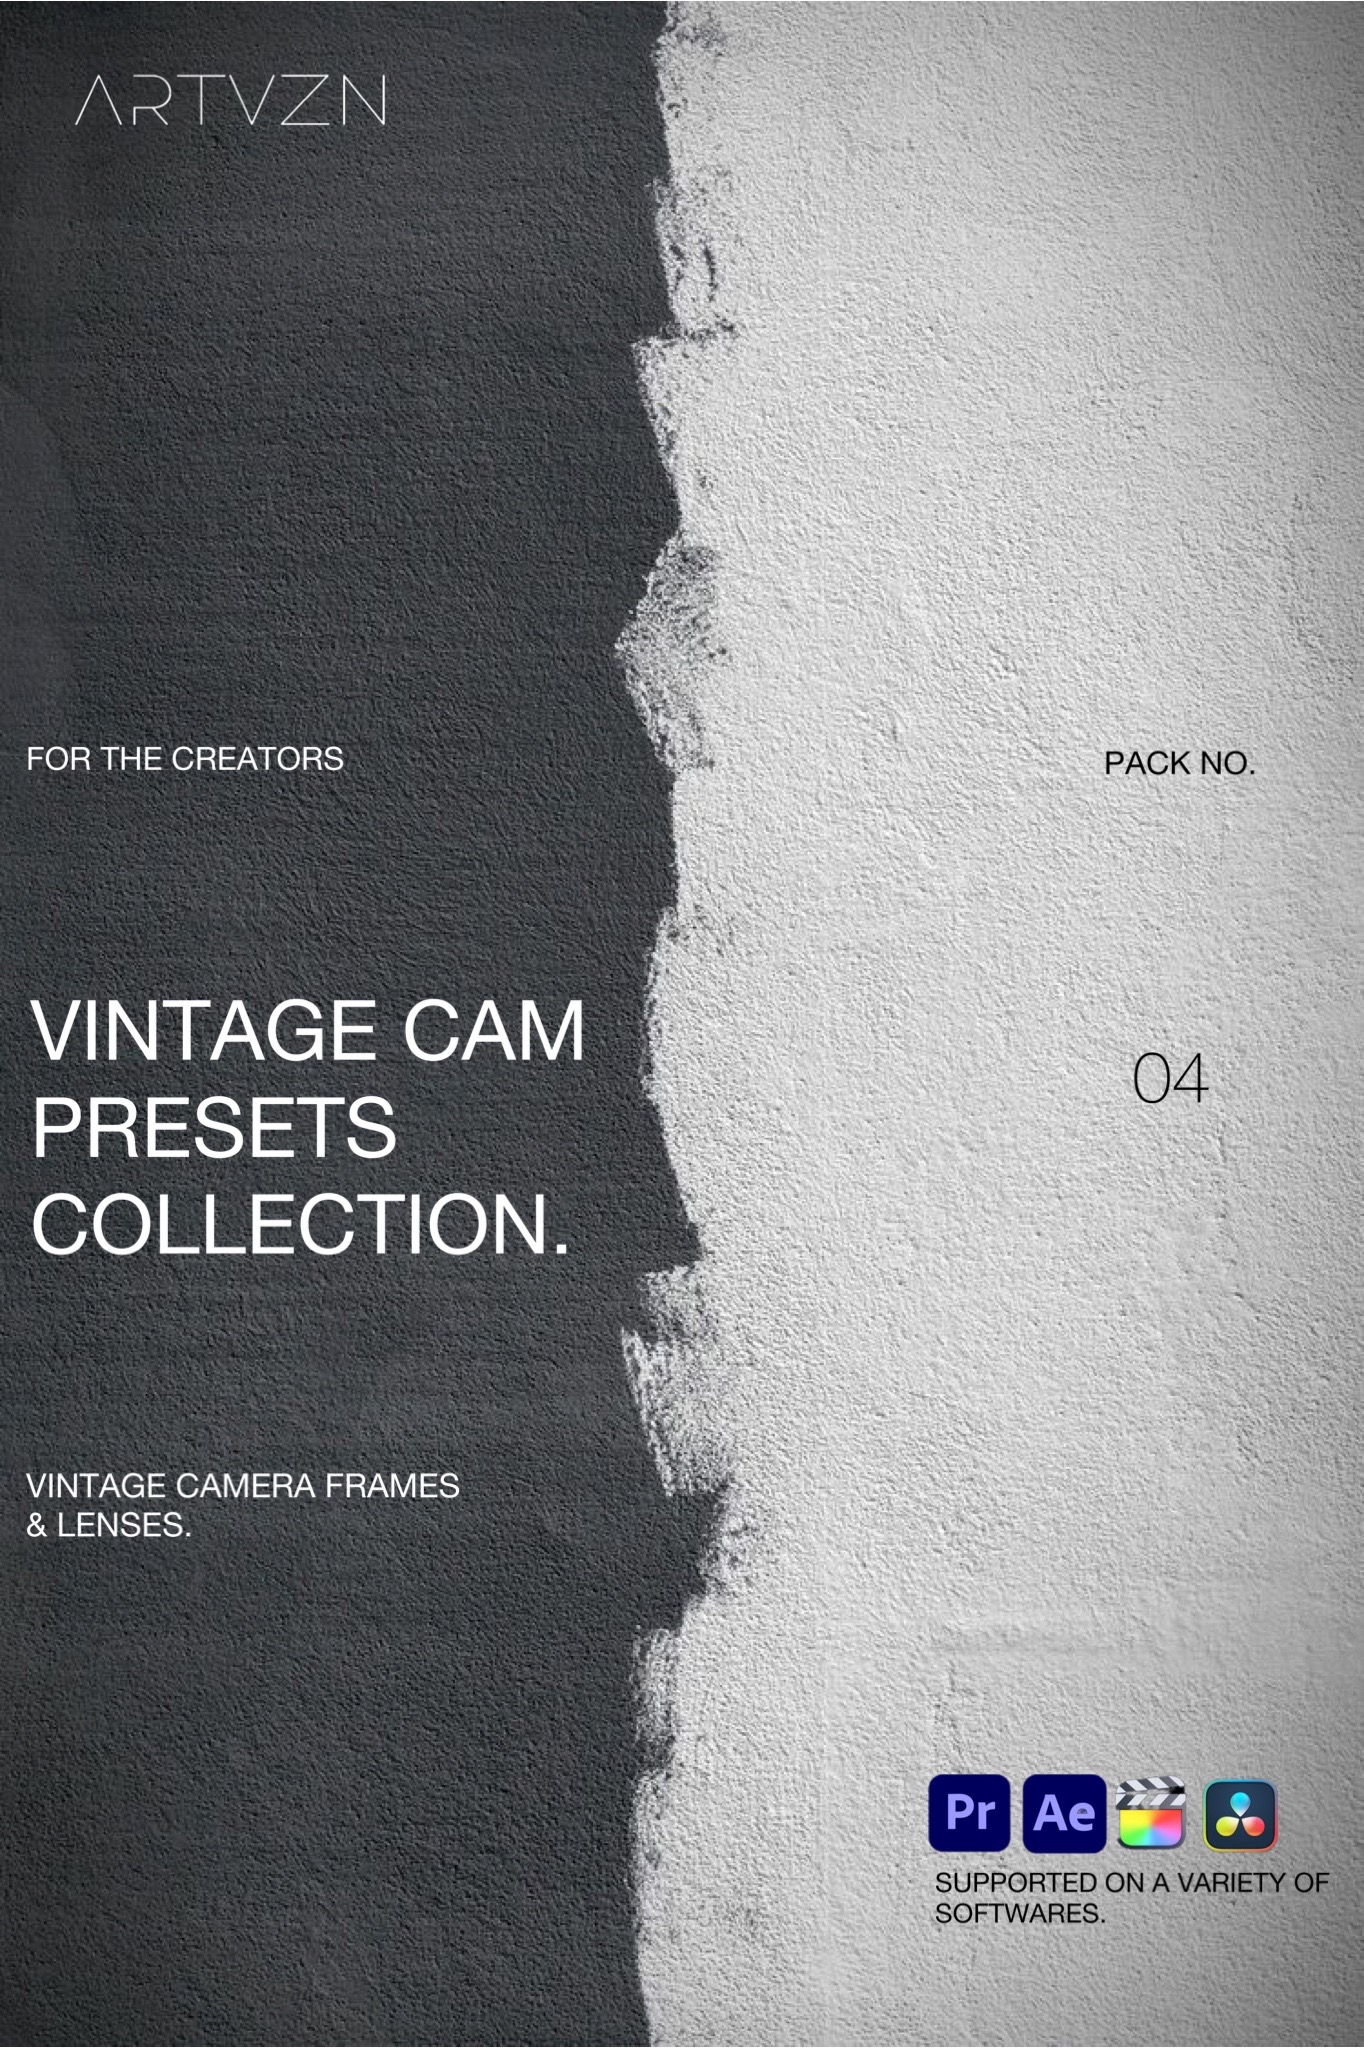 ARTVZN
FOR THE CREATORS
PACK NO.
VINTAGE CAM
PRESETS
COLLECTION.
04
VINTAGE CAMERA FRAMES
& LENSES.
Pr Ae
SUPPORTED ON A VARIETY OF
SOFTWARES.